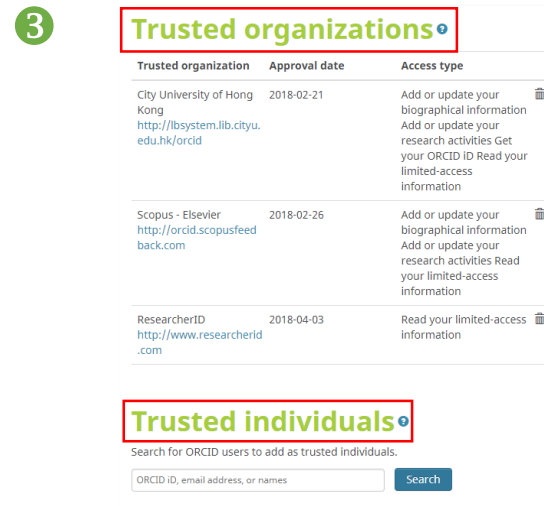 3
Trusted organizations
Trusted organization Approval date Access type
City University of Hong 2018-02-21 Add or update your
Kong biographical information
http://lbsystem.lib.cityu. Add or update your
edu.hk/orcid research activities Get
your ORCID iD Read your
limited-access
information
Scopus - Elsevier 2018-02-26 Add or update your
http://orcid.scopusfeed biographical information
back.com Add or update your
research activities Read
your limited-access
information
ResearcherID 2018-04-03 Read your limited-access
http://www.researcherid information
.com
Trusted individuals
Search for ORCID users to add as trusted individuals.
ORCID iD, email address, or names Search